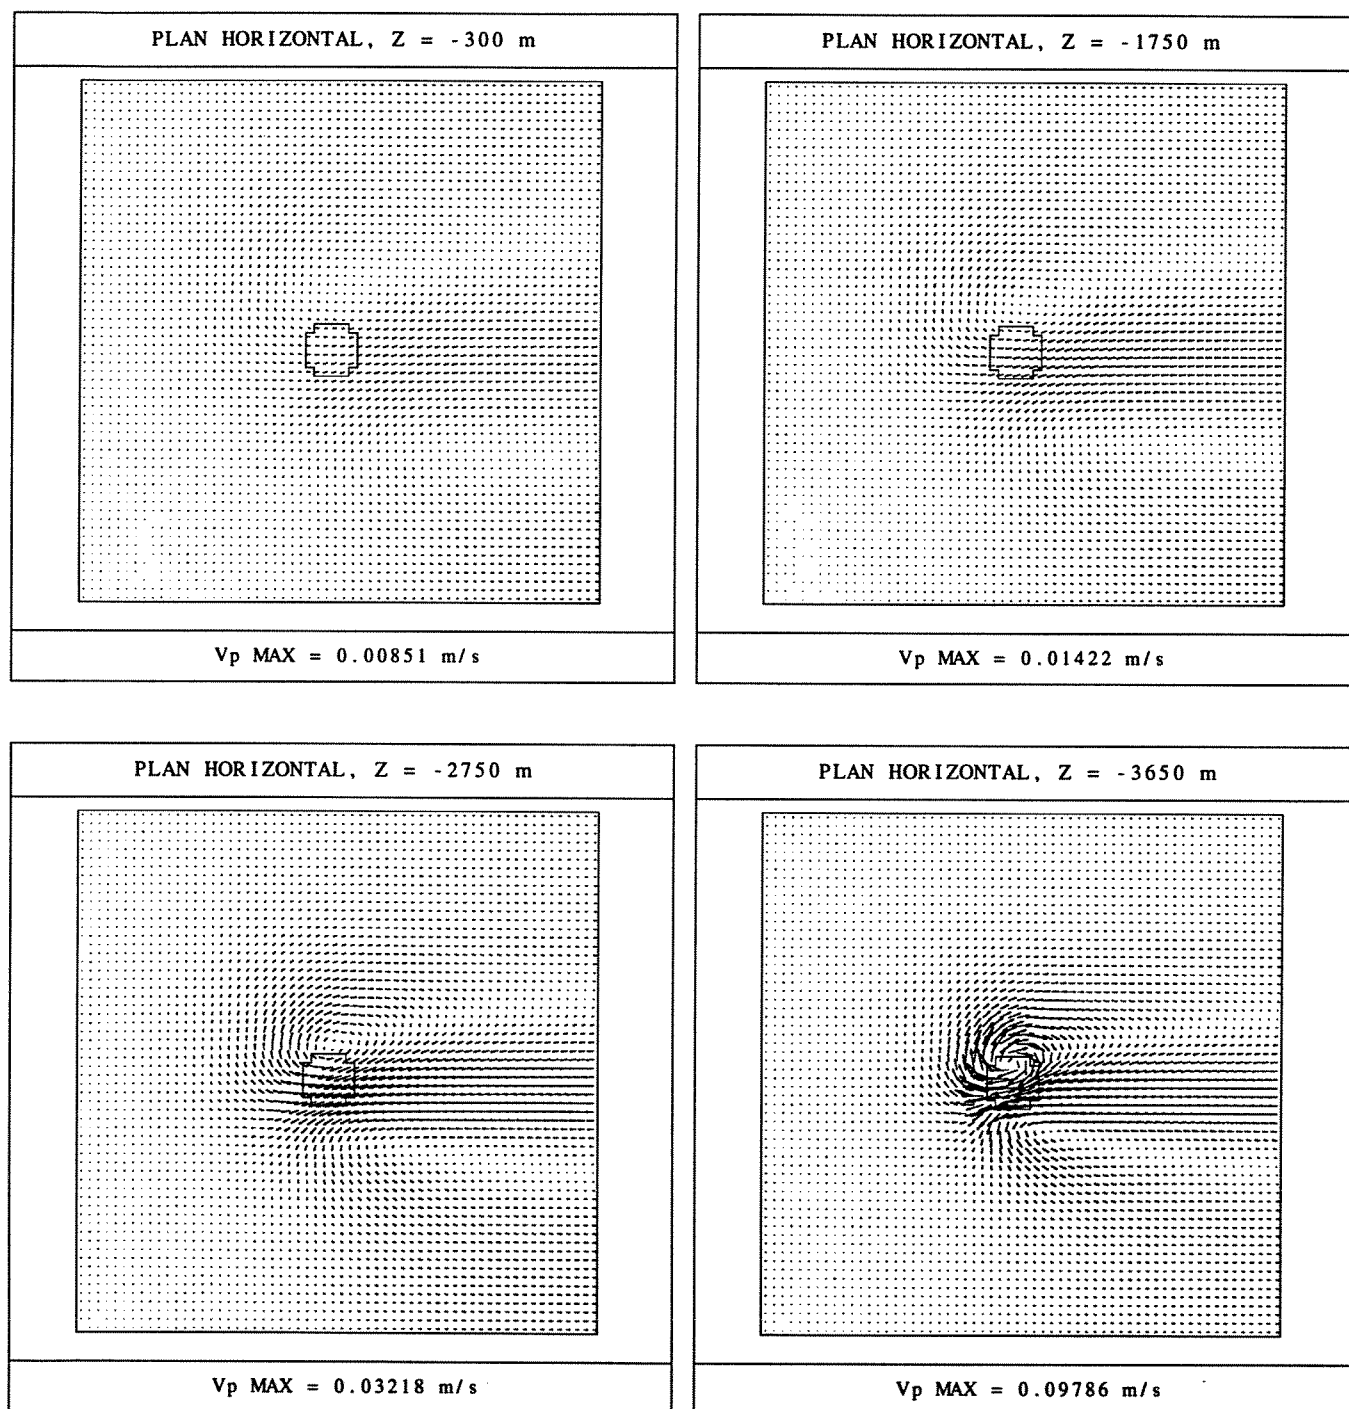 PLAN HORIZONTAL, Z = -300 m
Vp MAX = 0.00851 m/s
PLAN HORIZONTAL, Z = -1750 m
Vp MAX = 0.01422 m/s
PLAN HORIZONTAL, Z = -2750 m
Vp MAX = 0.03218 m/s
PLAN HORIZONTAL, Z = -3650 m
Vp MAX = 0.09786 m/s